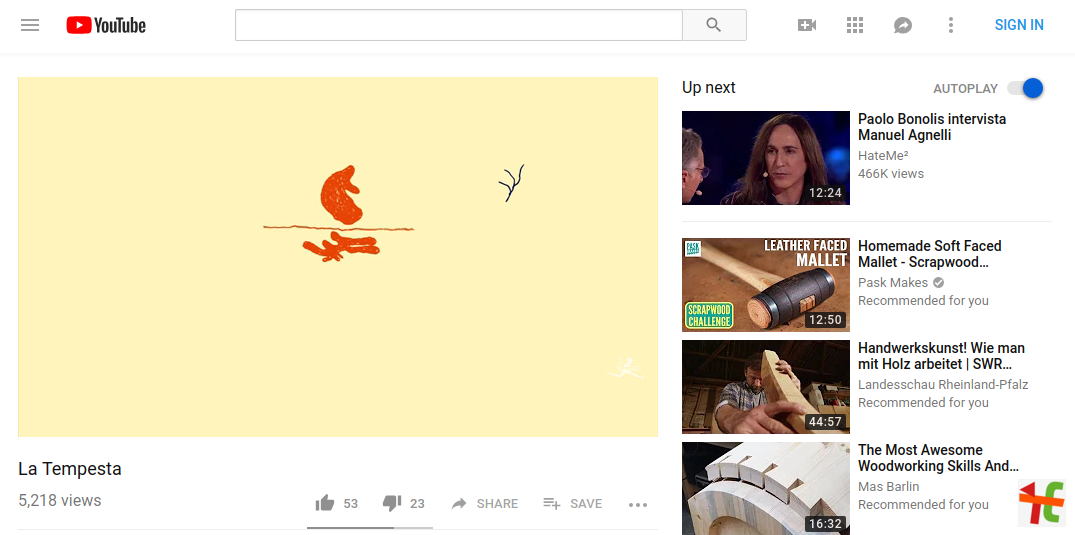 YouTube
SIGN IN
Up next
AUTOPLAY
Paolo Bonolis intervista
Manuel Agnelli
HateMe²
466K views
12:24
PASK
MAKES
LEATHER FACED
MALLET
SCRAPWOOD
CHALLENGE
12:50
Homemade Soft Faced
Mallet - Scrapwood…
Pask Makes
Recommended for you
44:57
Handwerkskunst! Wie man
mit Holz arbeitet | SWR…
Landesschau Rheinland-Pfalz
Recommended for you
16:32
The Most Awesome
Woodworking Skills And…
Mas Barlin
Recommended for you
La Tempesta
5,218 views
53
23
SHARE
SAVE